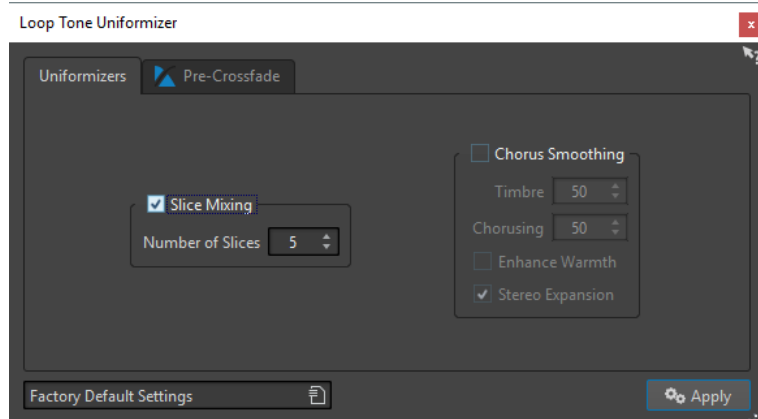 Loop Tone Uniformizer
x
Uniformizers
Pre-Crossfade
Slice Mixing
Number of Slices 5
Chorus Smoothing
Timbre 50
Chorusing 50
Enhance Warmth
Stereo Expansion
Factory Default Settings
Apply